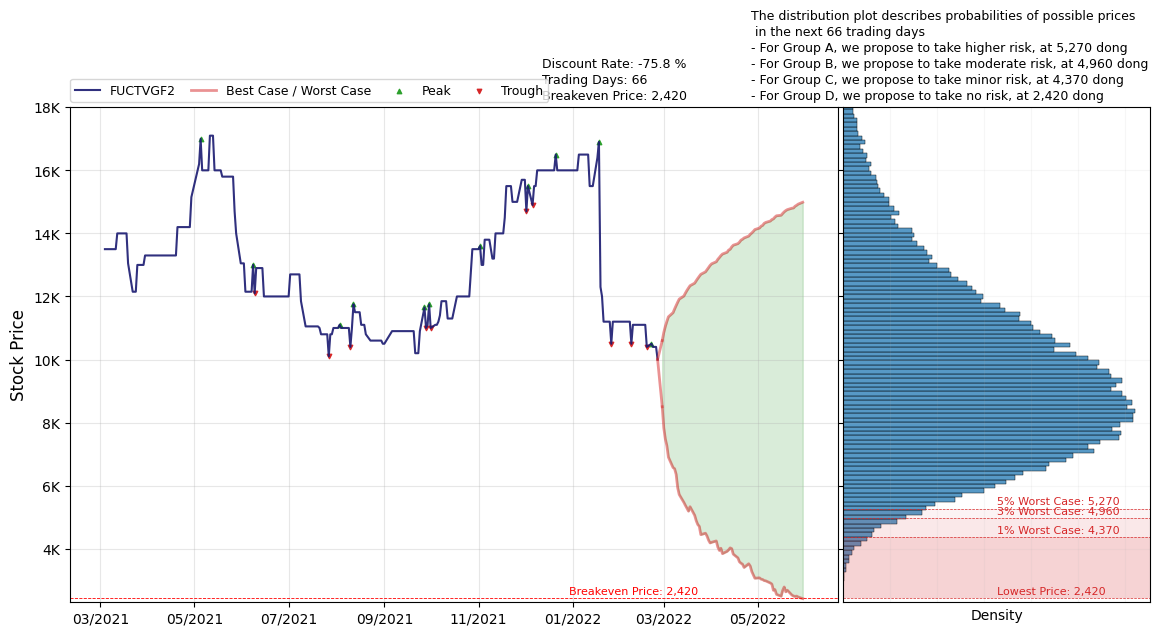 The distribution plot describes probabilities of possible prices
in the next 66 trading days
- For Group A, we propose to take higher risk, at 5,270 dong
- For Group B, we propose to take moderate risk, at 4,960 dong
- For Group C, we propose to take minor risk, at 4,370 dong
- For Group D, we propose to take no risk, at 2,420 dong
Discount Rate: -75.8 %
Trading Days: 66
Breakeven Price: 2,420
FUCTVGF2
Best Case / Worst Case
Peak
Trough
Stock Price
18K
16K
14K
12K
10K
8K
6K
4K
Breakeven Price: 2,420
03/2021
05/2021
07/2021
09/2021
11/2021
01/2022
03/2022
05/2022
5% Worst Case: 5,270
3% Worst Case: 4,960
1% Worst Case: 4,370
Lowest Price: 2,420
Density